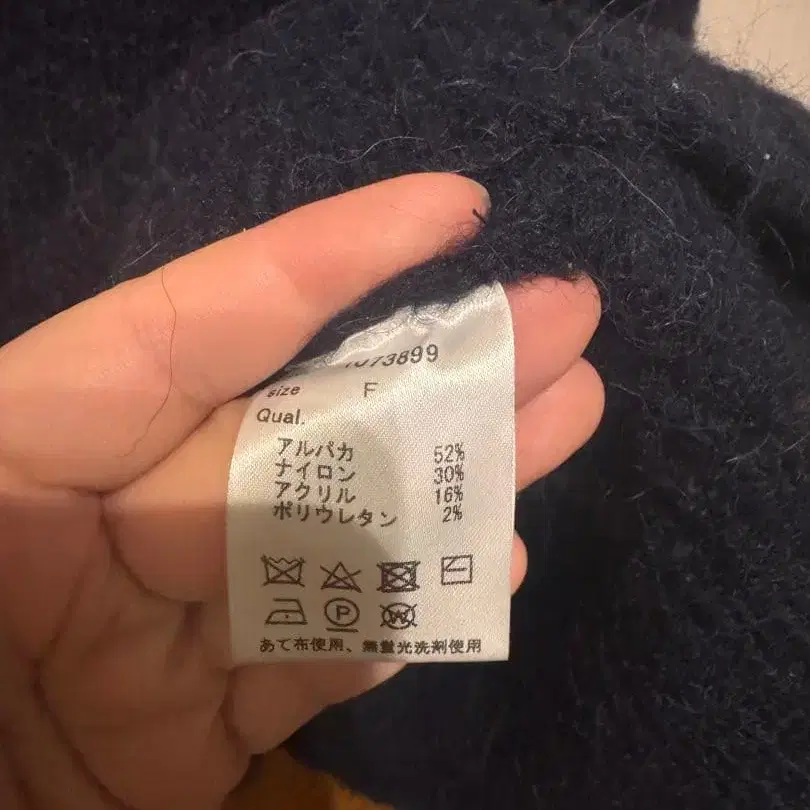 1073899
size F
Qual.
アルパカ 52%
ナイロン 30%
アクリル 16%
ポリウレタン 2%
P
W
あて布使用、無蛍光洗剤使用